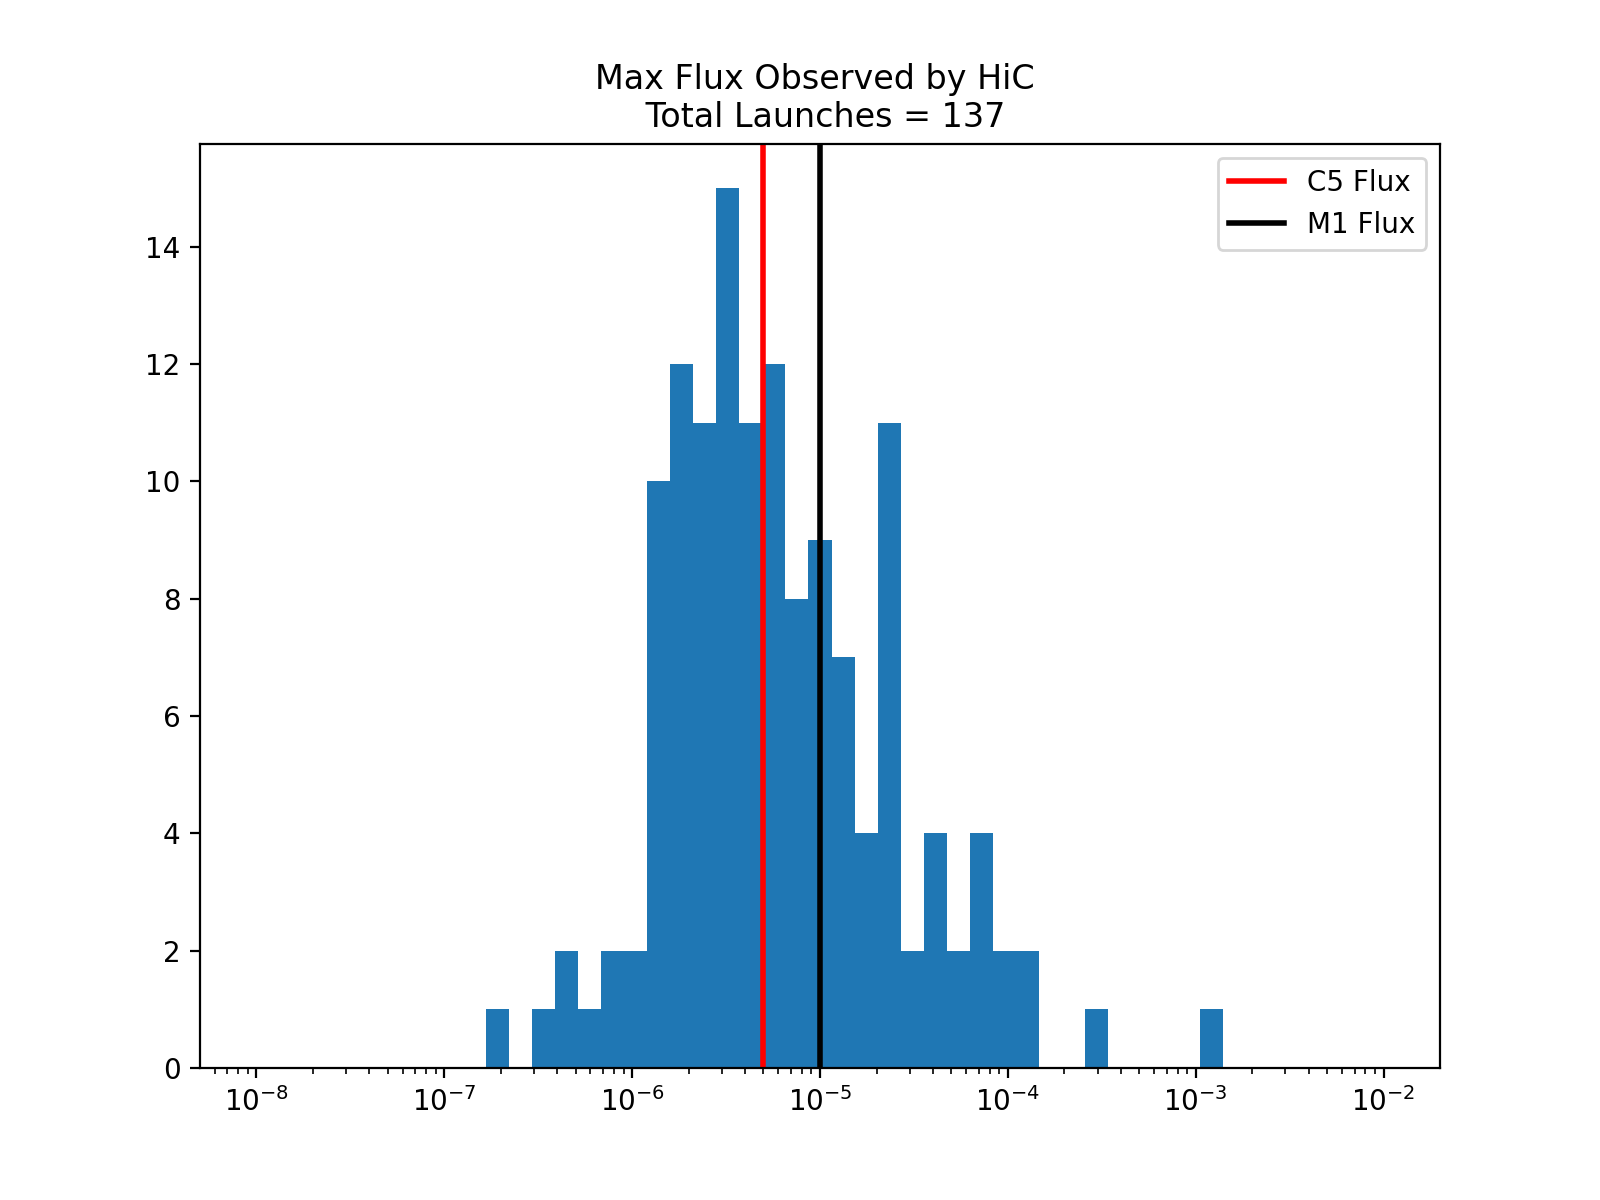 Max Flux Observed by HiC
Total Launches = 137
C5 Flux
M1 Flux
14
12
10
8
6
4
2
0
10⁻⁸ 10⁻⁷ 10⁻⁶ 10⁻⁵ 10⁻⁴ 10⁻³ 10⁻²